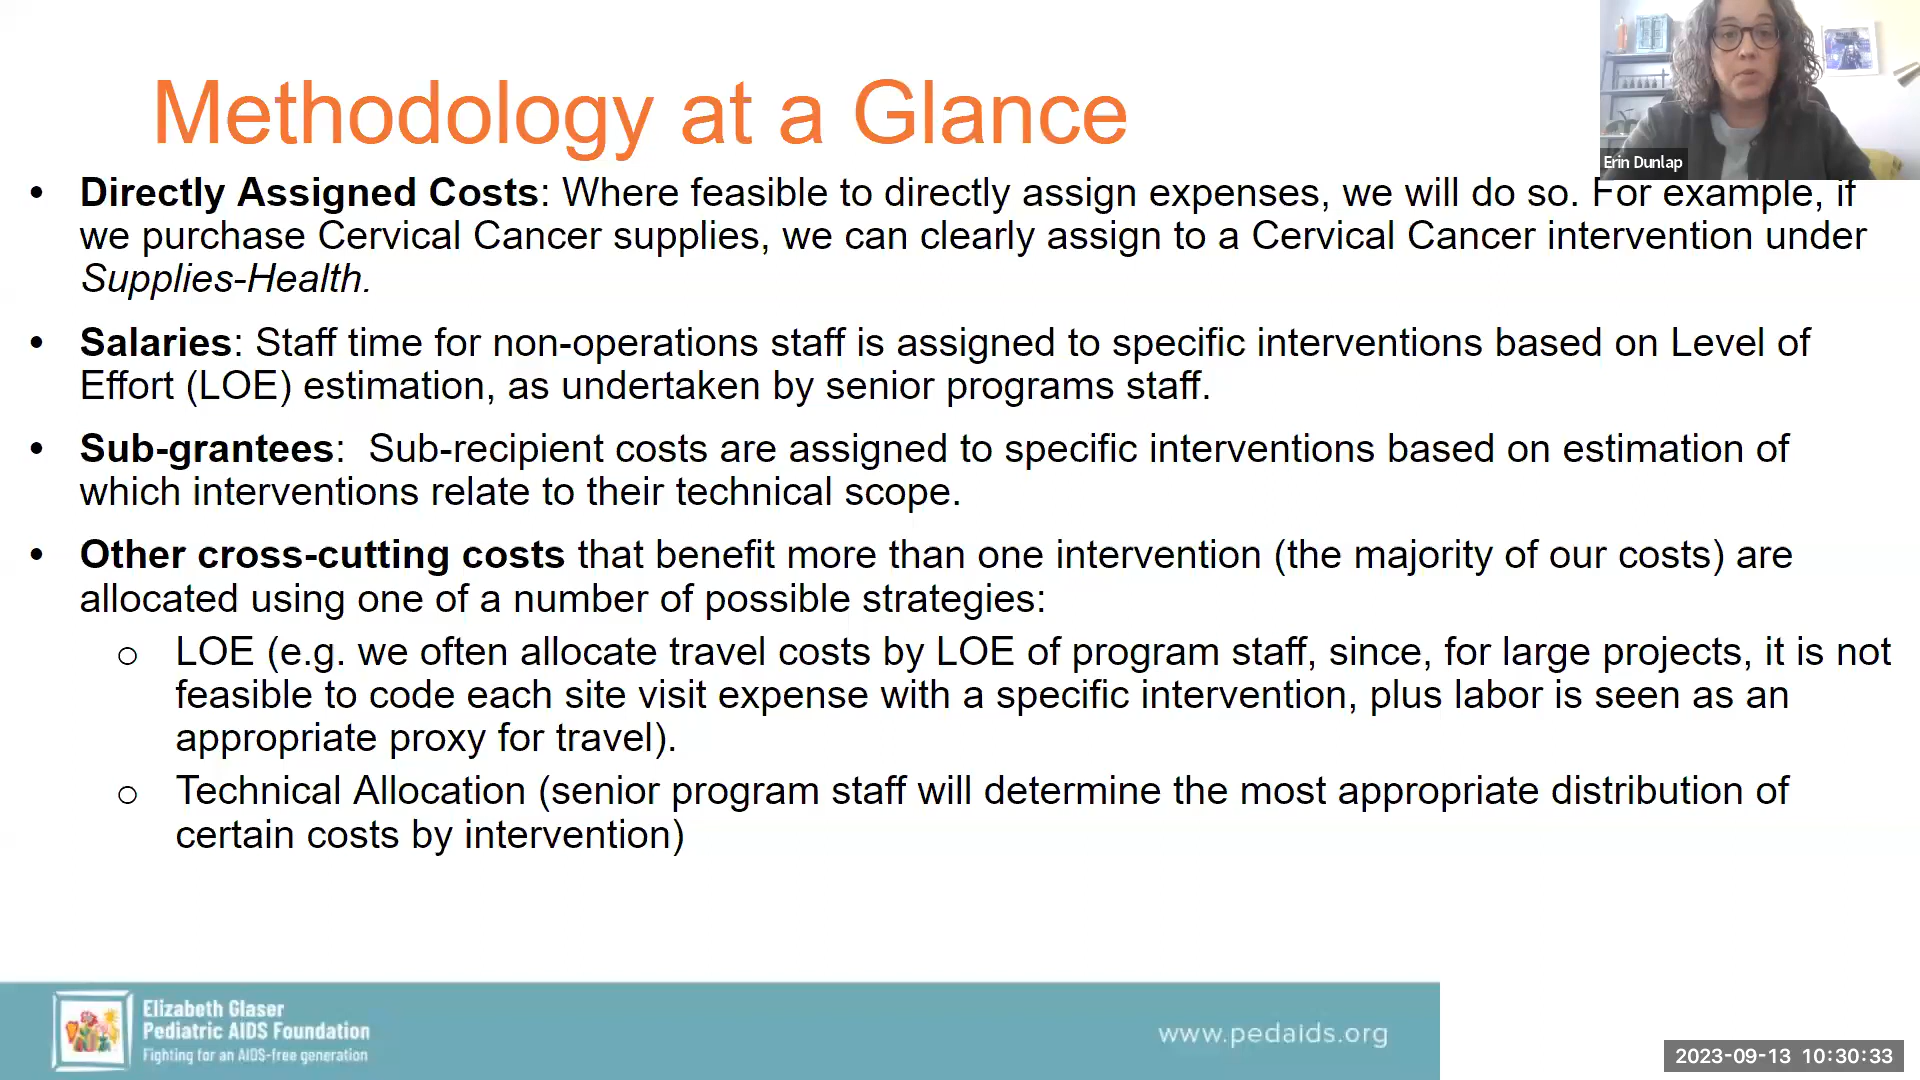 Methodology at a Glance
Erin Dunlap
• Directly Assigned Costs: Where feasible to directly assign expenses, we will do so. For example, if
we purchase Cervical Cancer supplies, we can clearly assign to a Cervical Cancer intervention under
Supplies-Health.
• Salaries: Staff time for non-operations staff is assigned to specific interventions based on Level of
Effort (LOE) estimation, as undertaken by senior programs staff.
• Sub-grantees:  Sub-recipient costs are assigned to specific interventions based on estimation of
which interventions relate to their technical scope.
• Other cross-cutting costs that benefit more than one intervention (the majority of our costs) are
allocated using one of a number of possible strategies:
o LOE (e.g. we often allocate travel costs by LOE of program staff, since, for large projects, it is not
feasible to code each site visit expense with a specific intervention, plus labor is seen as an
appropriate proxy for travel).
o Technical Allocation (senior program staff will determine the most appropriate distribution of
certain costs by intervention)
Elizabeth Glaser
Pediatric AIDS Foundation
Fighting for an AIDS-free generation
www.pedaids.org
2023-09-13 10:30:33